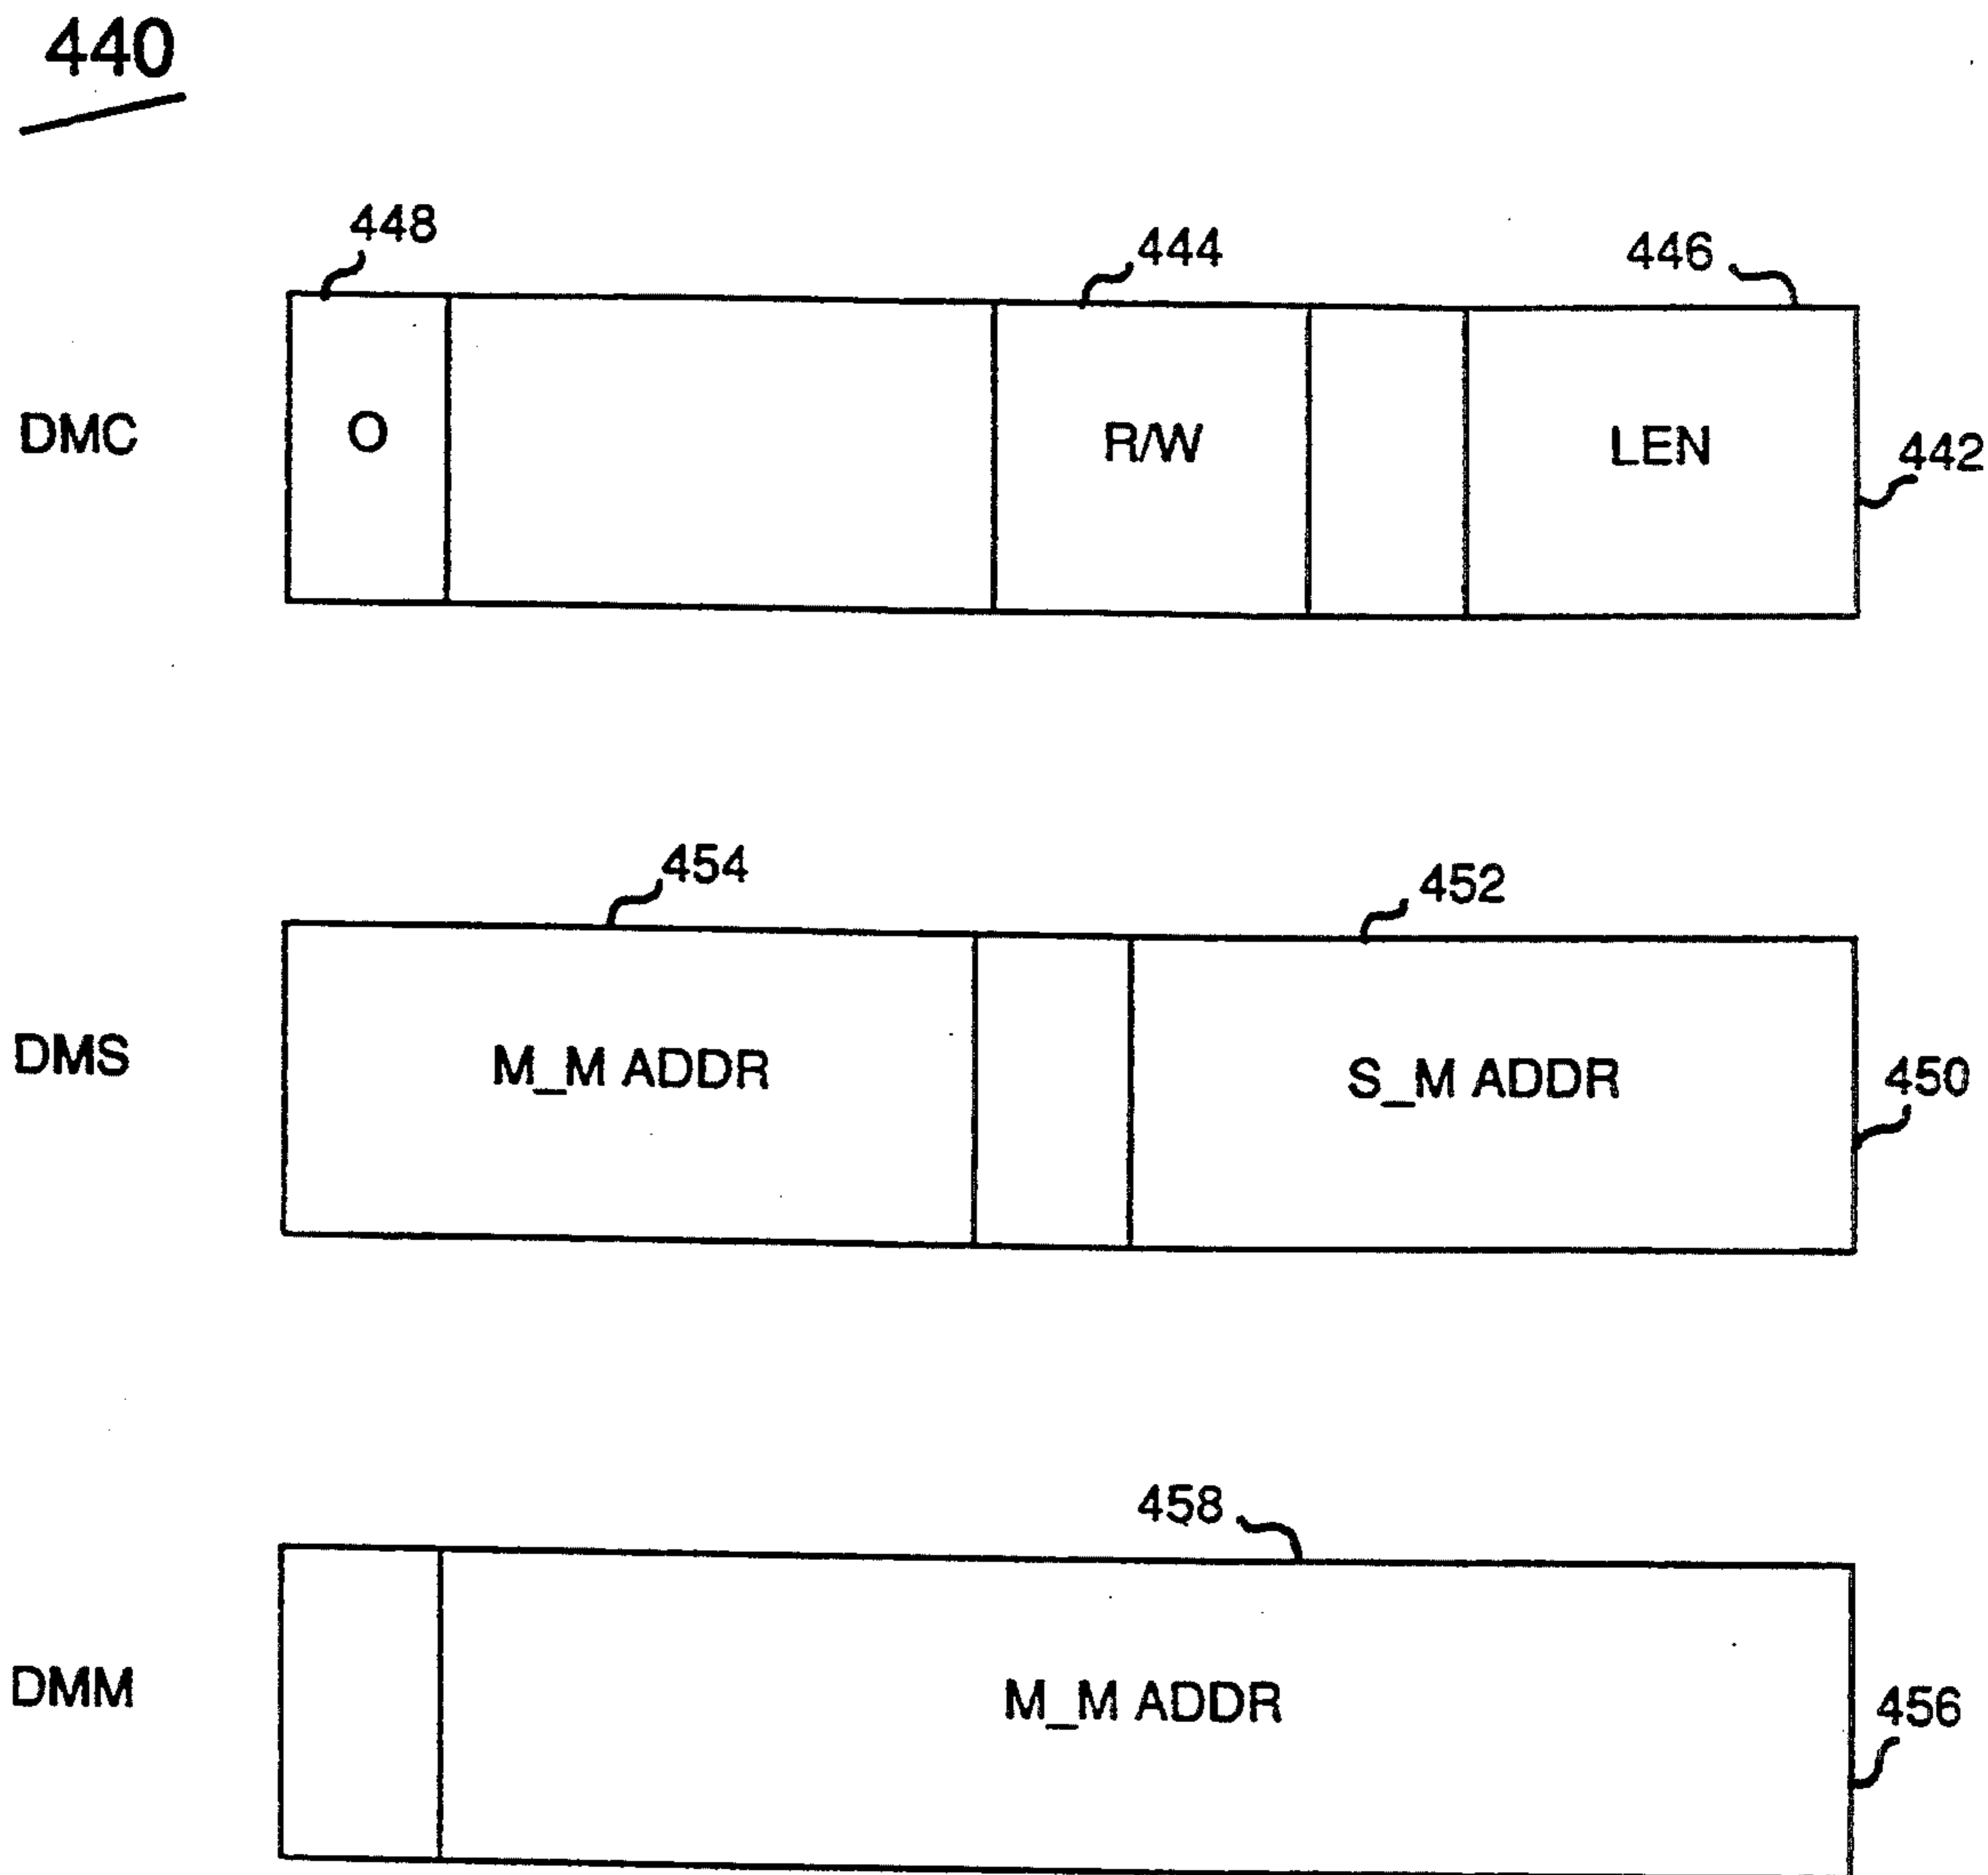 440
448
444
446
DMC
O
R/W
LEN
442
454
452
DMS
M_M ADDR
S_M ADDR
450
458
DMM
M_M ADDR
456